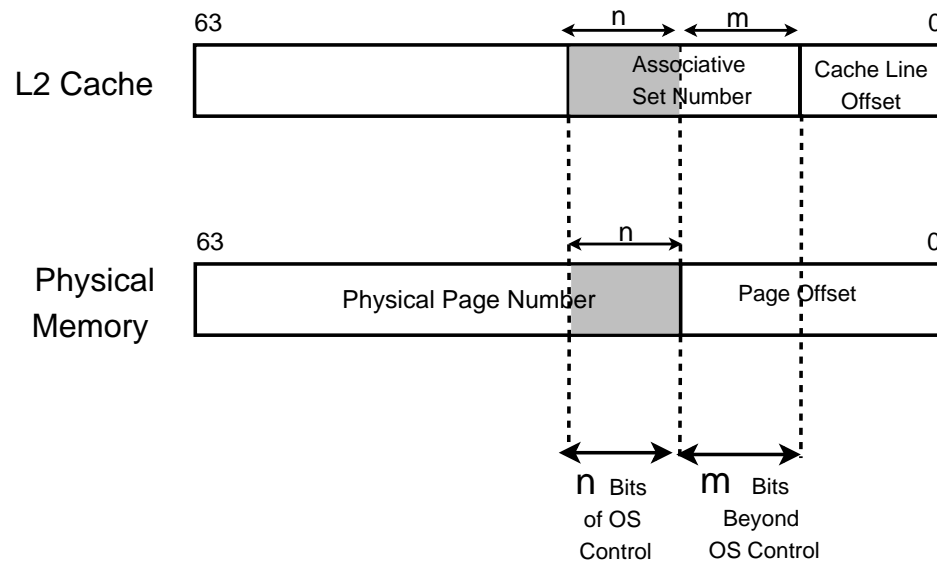 63 n m 0
L2 Cache
Associative
Set Number
Cache Line
Offset
63 n 0
Physical
Memory
Physical Page Number
Page Offset
n Bits
of OS
Control
m Bits
Beyond
OS Control